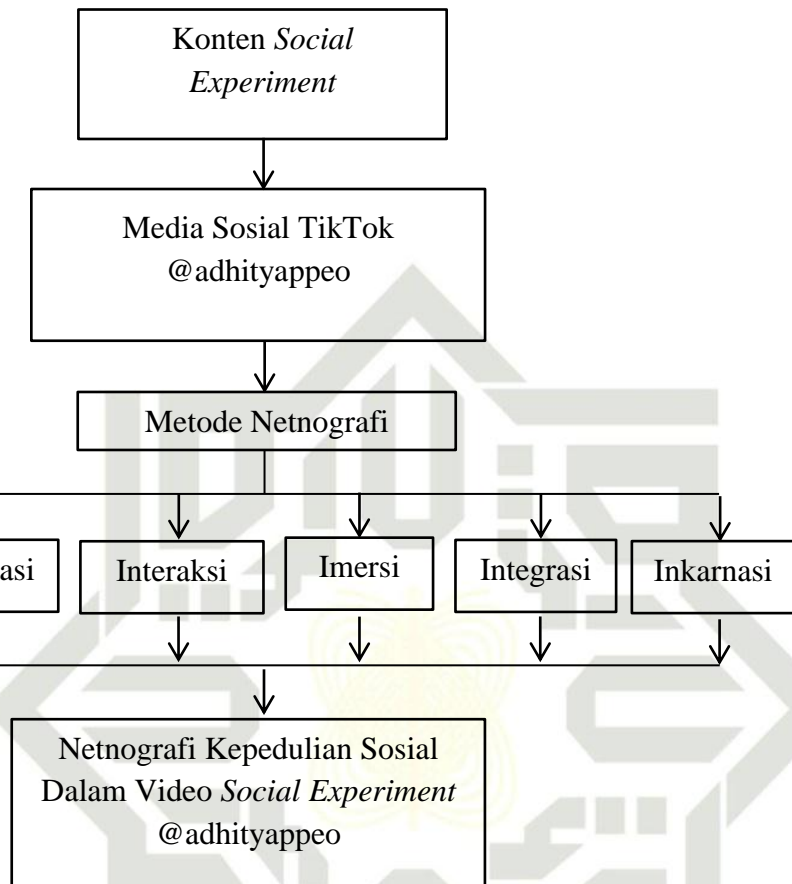 Konten Social
Experiment
Media Sosial TikTok
@adhityappeo
Metode Netnografi
asi
Interaksi
Imersi
Integrasi
Inkarnasi
Netnografi Kepedulian Sosial
Dalam Video Social Experiment
@adhityappeo